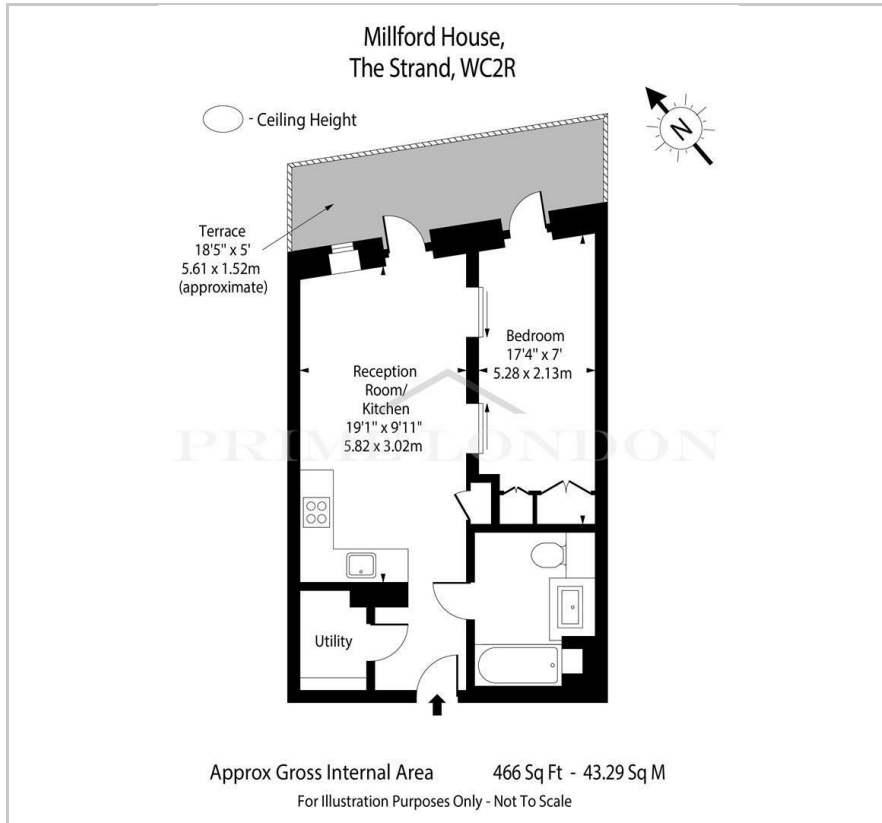 Millford House,
The Strand, WC2R
- Ceiling Height
N
Terrace
18'5" x 5'
5.61 x 1.52m
(approximate)
Bedroom
17'4" x 7'
5.28 x 2.13m
Reception
Room/
Kitchen
19'1" x 9'11"
5.82 x 3.02m
PRIME LONDON
Utility
Approx Gross Internal Area 466 Sq Ft - 43.29 Sq M
For Illustration Purposes Only - Not To Scale